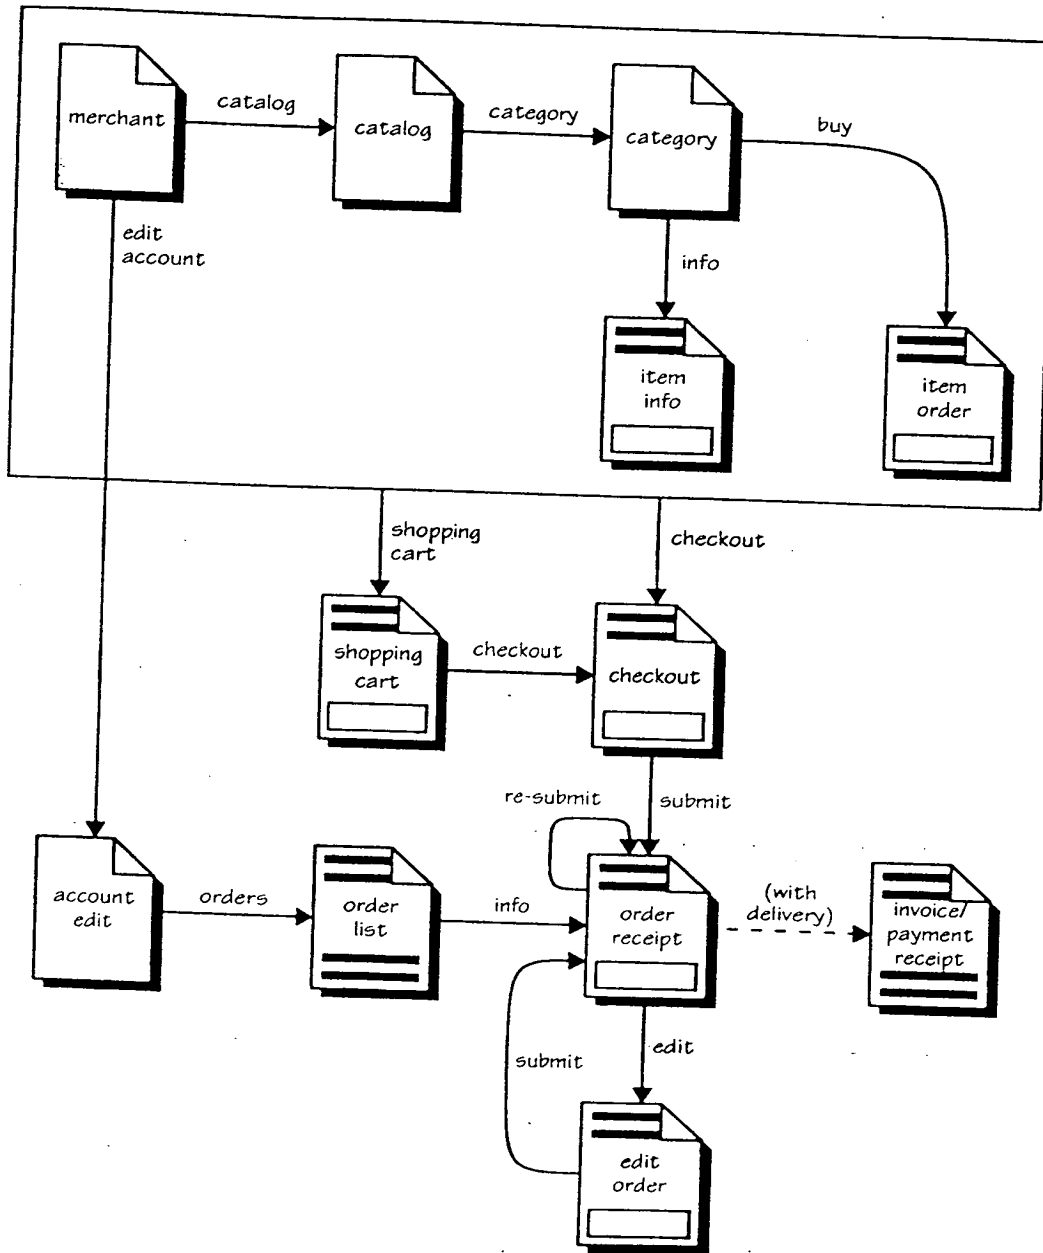 merchant
catalog
catalog
category
category
buy
edit
account
info
item
info
item
order
shopping
cart
checkout
shopping
cart
checkout
checkout
re-submit
submit
account
edit
orders
order
list
info
order
receipt
(with
delivery)
invoice/
payment
receipt
submit
edit
edit
order